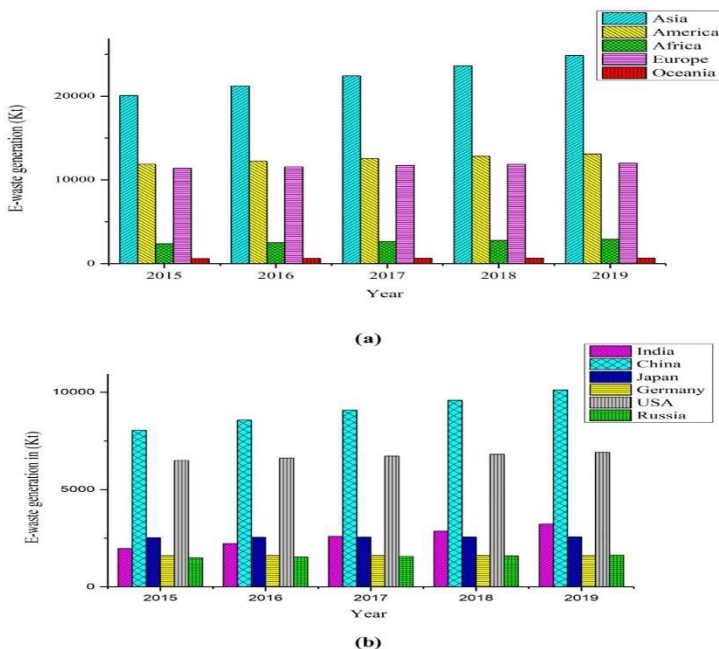 Asia
America
Africa
Europe
Oceania
E-waste generation (Kt)
20000
10000
0
2015 2016 2017 2018 2019
Year
(a)
India
China
Japan
Germany
USA
Russia
E-waste generation in (Kt)
10000
5000
0
2015 2016 2017 2018 2019
Year
(b)